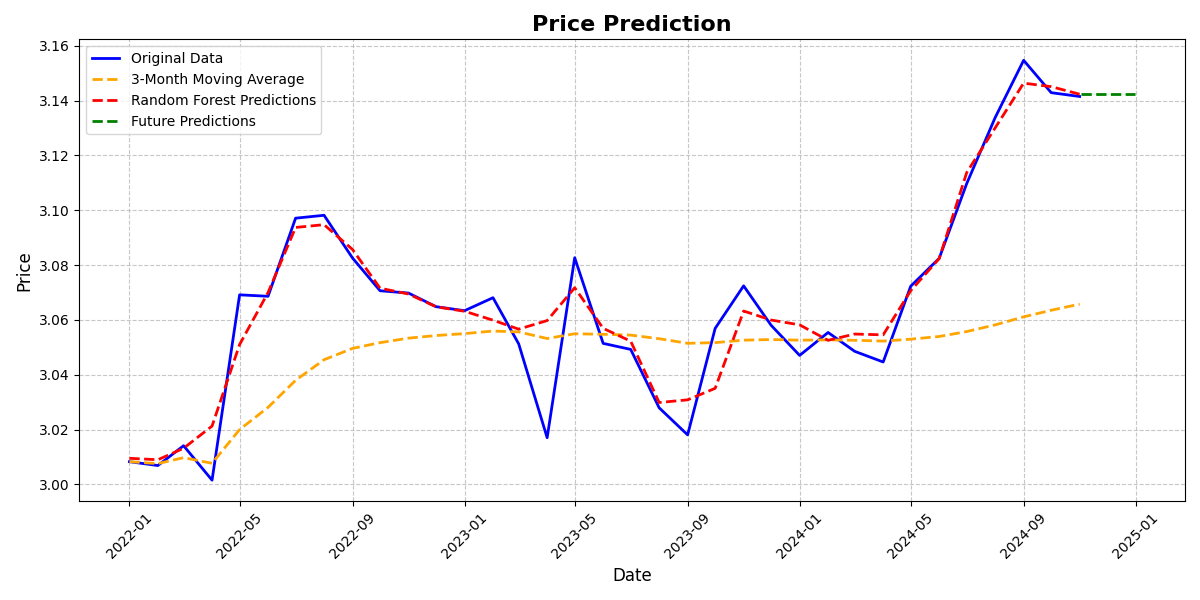 Price Prediction
Original Data
3-Month Moving Average
Random Forest Predictions
Future Predictions
Price
3.16
3.14
3.12
3.10
3.08
3.06
3.04
3.02
3.00
2022-01
2022-05
2022-09
2023-01
2023-05
2023-09
2024-01
2024-05
2024-09
2025-01
Date